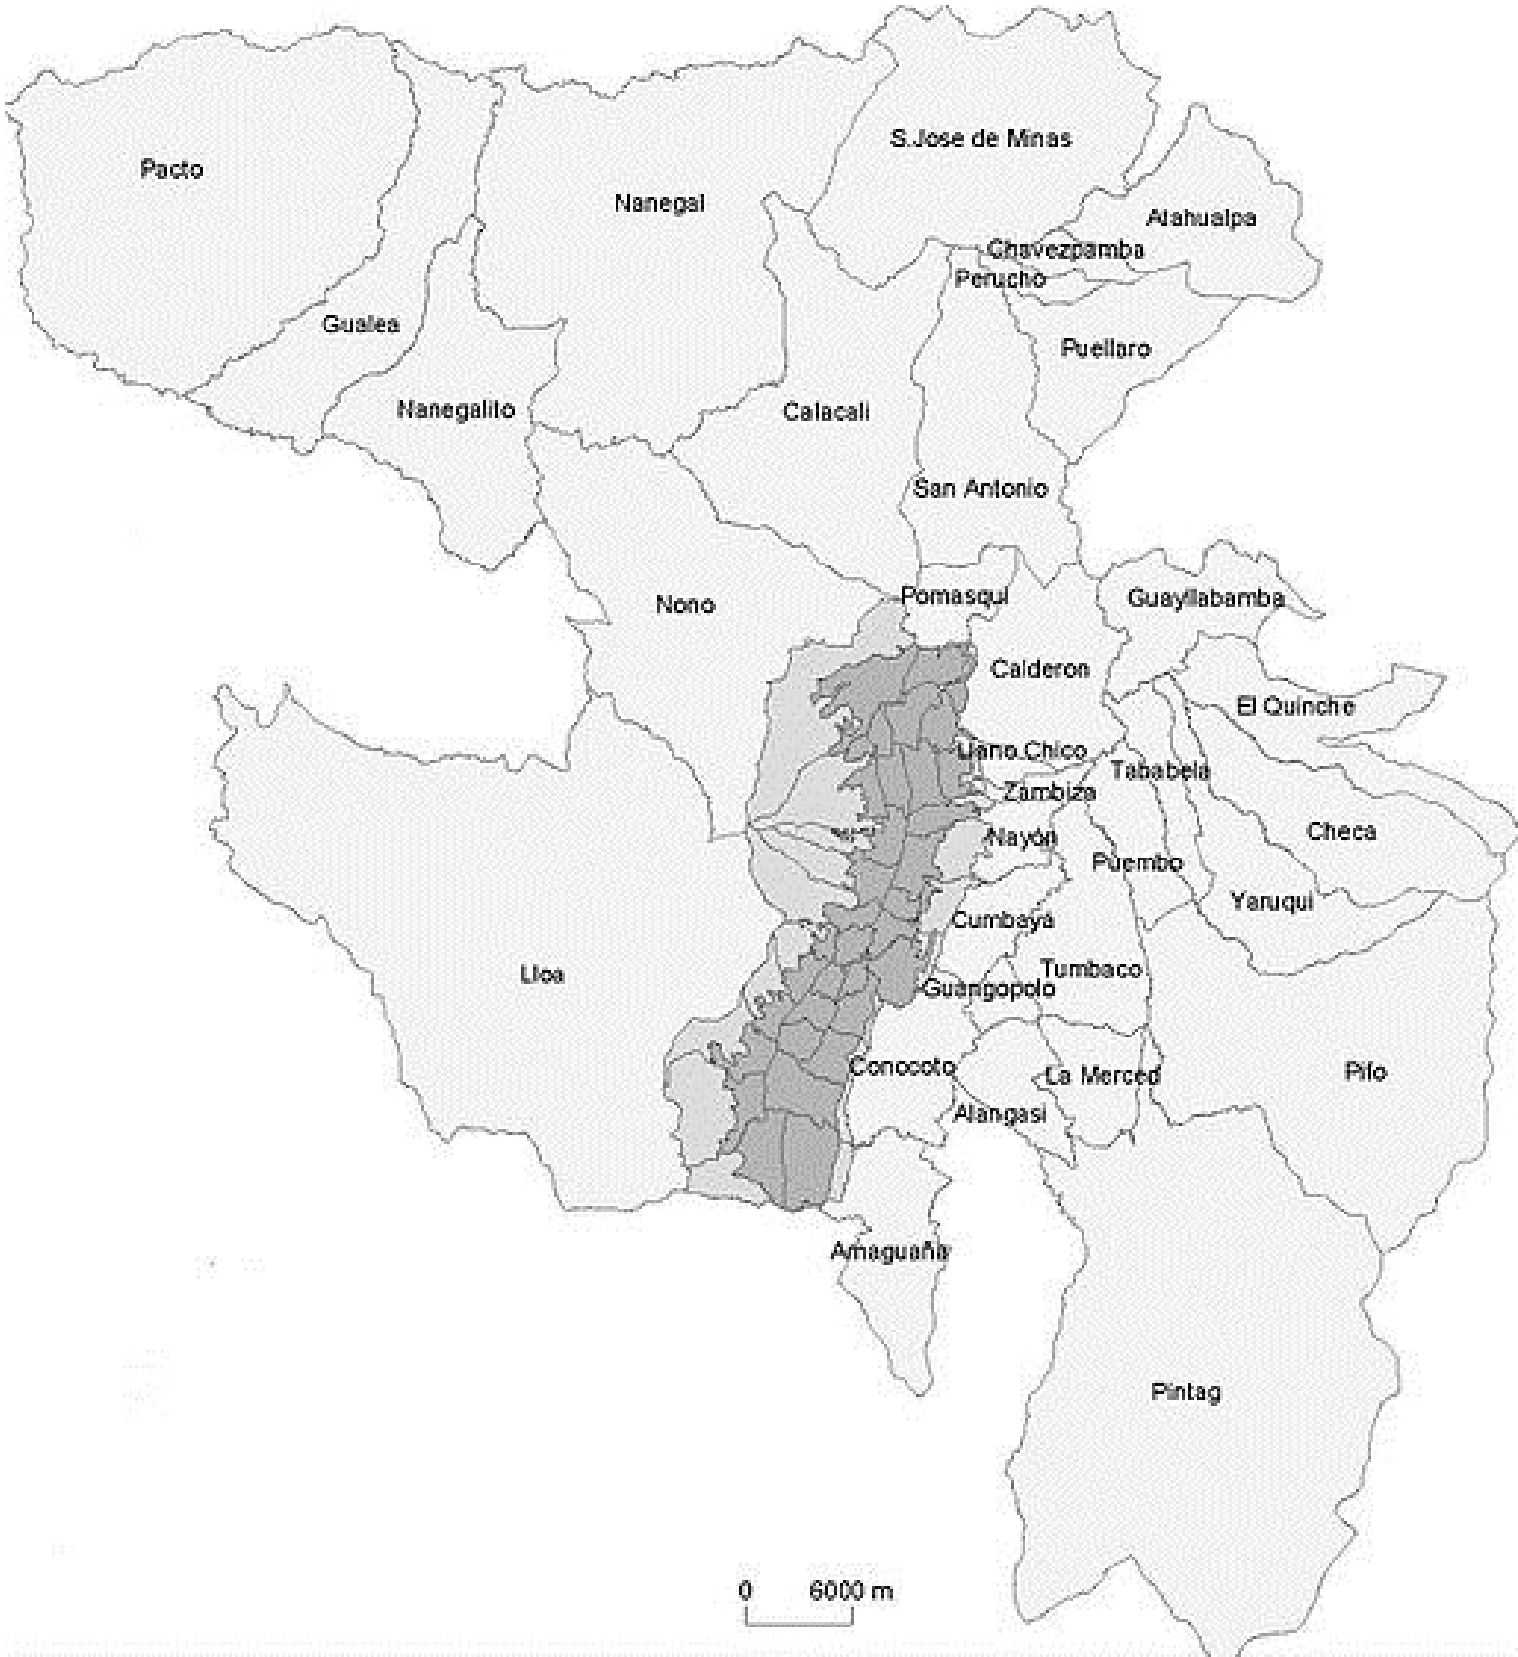 S.Jose de Minas
Pacto
Nanegal
Atahualpa
Chavezpamba
Perucho
Gualea
Puellaro
Nanegalito
Calacali
San Antonio
Nono
Pomasqui
Guayllabamba
Calderon
El Quinche
Llano Chico
Tababela
Zambiza
Nayón
Checa
Puembo
Yaruqui
Cumbayá
Lloa
Tumbaco
Guangopolo
Conocoto
La Merced
Pifo
Alangasi
Amaguaña
Pintag
0 6000 m